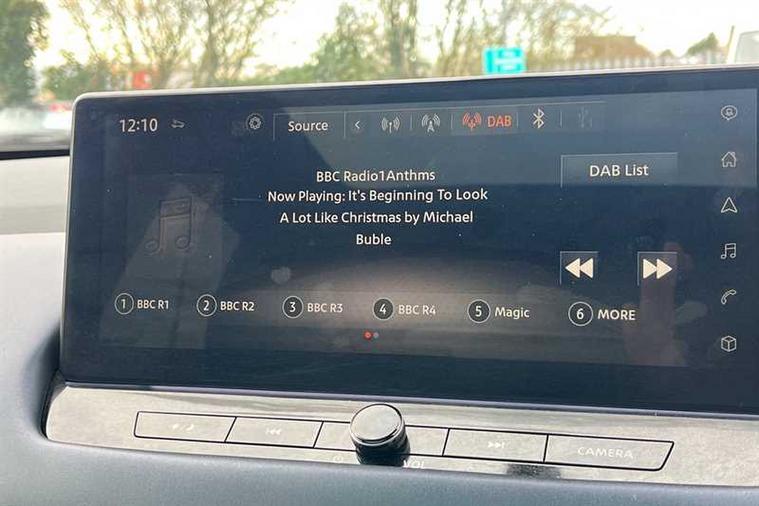 12:10
Source
DAB
BBC Radio1Anthms
DAB List
Now Playing: It's Beginning To Look
A Lot Like Christmas by Michael
Buble
1 BBC R1
2 BBC R2
3 BBC R3
4 BBC R4
5 Magic
6 MORE
CAMERA
VOL